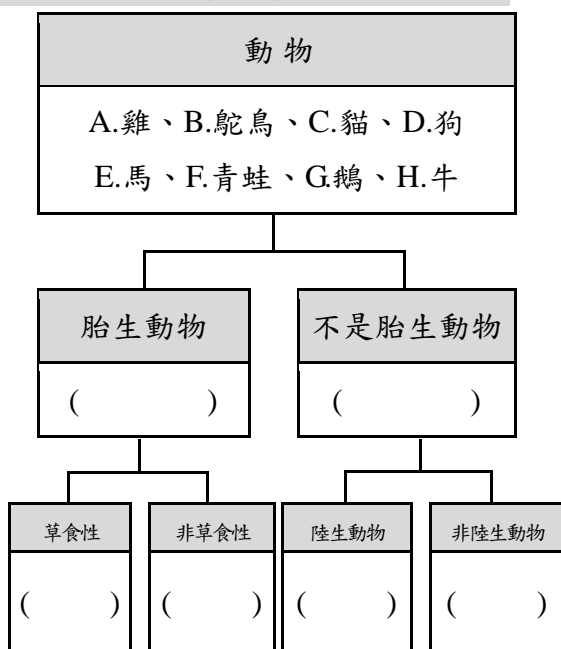 動物
A.雞、B.鴕鳥、C.貓、D.狗
E.馬、F.青蛙、G.鵝、H.牛
胎生動物 不是胎生動物
( ) ( )
草食性 非草食性 陸生動物 非陸生動物
( ) ( ) ( ) ( )